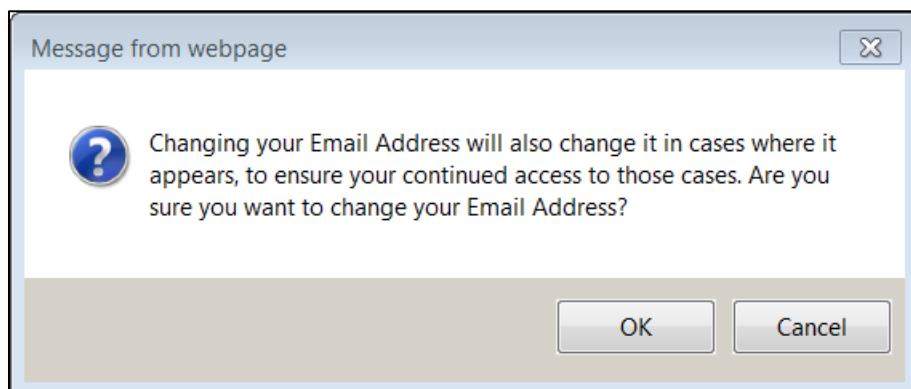 Message from webpage
Changing your Email Address will also change it in cases where it
appears, to ensure your continued access to those cases. Are you
sure you want to change your Email Address?
OK
Cancel